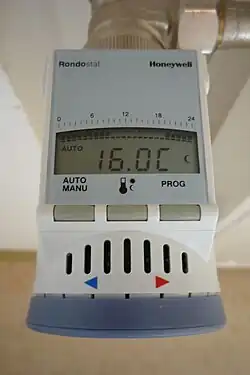 Rondostat Honeywell
0 6 12 18 24
AUTO
16.0C
AUTO
MANU PROG